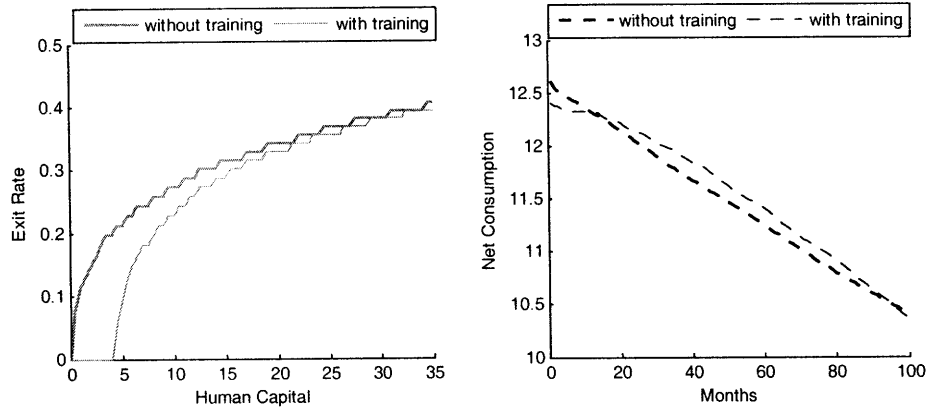 without training
with training
0.5
0.4
0.3
0.2
0.1
0
Exit Rate
0 5 10 15 20 25 30 35
Human Capital
without training
with training
13
12.5
12
11.5
11
10.5
10
Net Consumption
0 20 40 60 80 100
Months